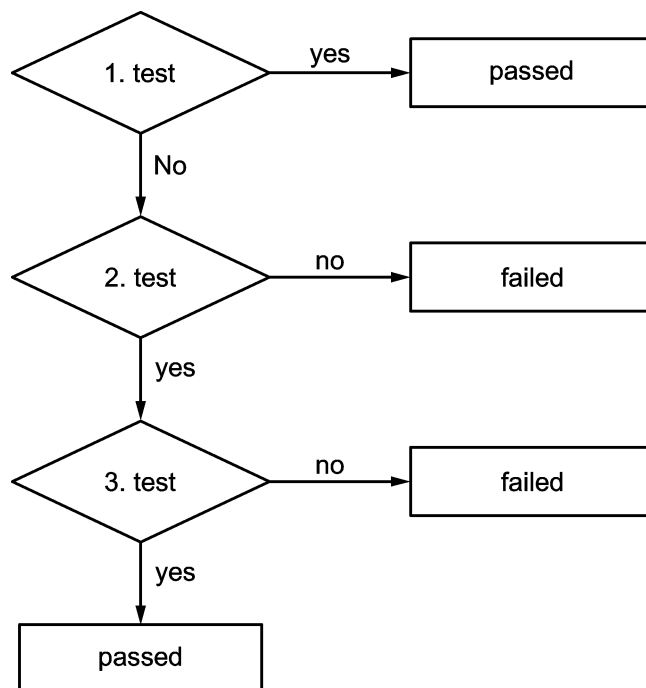 1. test
yes
passed
No
2. test
no
failed
yes
3. test
no
failed
yes
passed